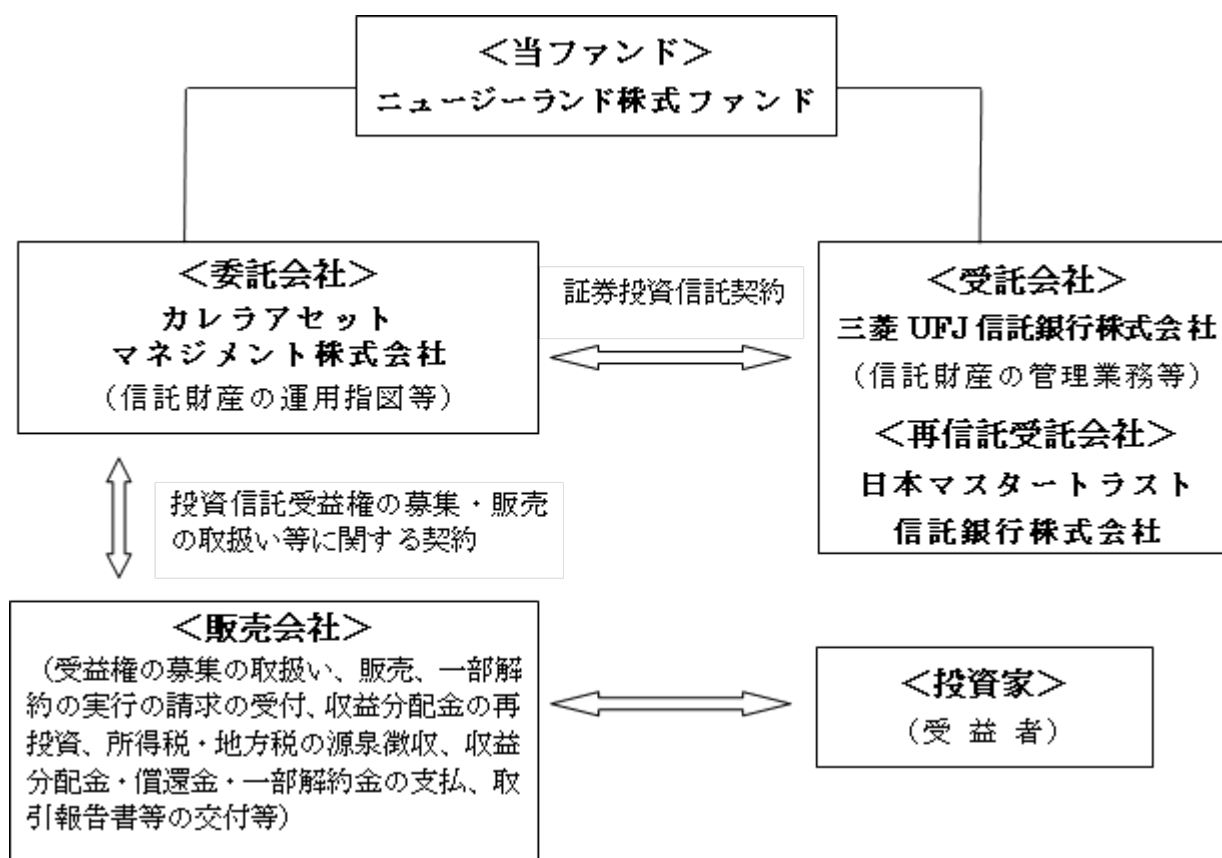 ＜当ファンド＞
ニュージーランド株式ファンド
＜委託会社＞
カレラアセット
マネジメント株式会社
（信託財産の運用指図等）
証券投資信託契約
＜受託会社＞
三菱 UFJ 信託銀行株式会社
（信託財産の管理業務等）
＜再信託受託会社＞
日本マスタートラスト
信託銀行株式会社
投資信託受益権の募集・販売
の取扱い等に関する契約
＜販売会社＞
（受益権の募集の取扱い、販売、一部解
約の実行の請求の受付、収益分配金の再
投資、所得税・地方税の源泉徴収、収益
分配金・償還金・一部解約金の支払、取
引報告書等の交付等）
＜投資家＞
（受 益 者）